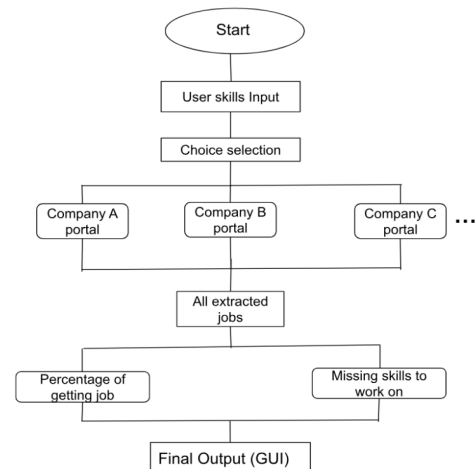 Start
User skills Input
Choice selection
Company A
portal
Company B
portal
Company C
portal
...
All extracted
jobs
Percentage of
getting job
Missing skills to
work on
Final Output (GUI)